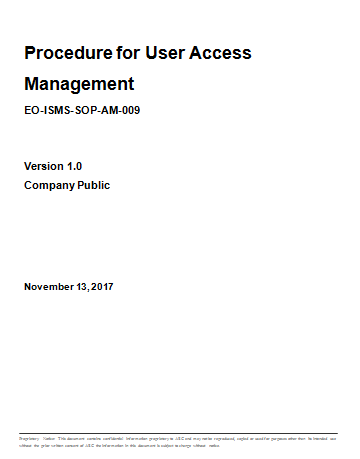 Procedure for User Access
Management
EO-ISMS-SOP-AM-009
Version 1.0
Company Public
November 13, 2017
Proprietary Notice: This document contains confidential information proprietary to ABC and may not be reproduced, copied or used for purposes other than its intended use
without the prior written consent of ABC. the information in this document is subject to change without notice.